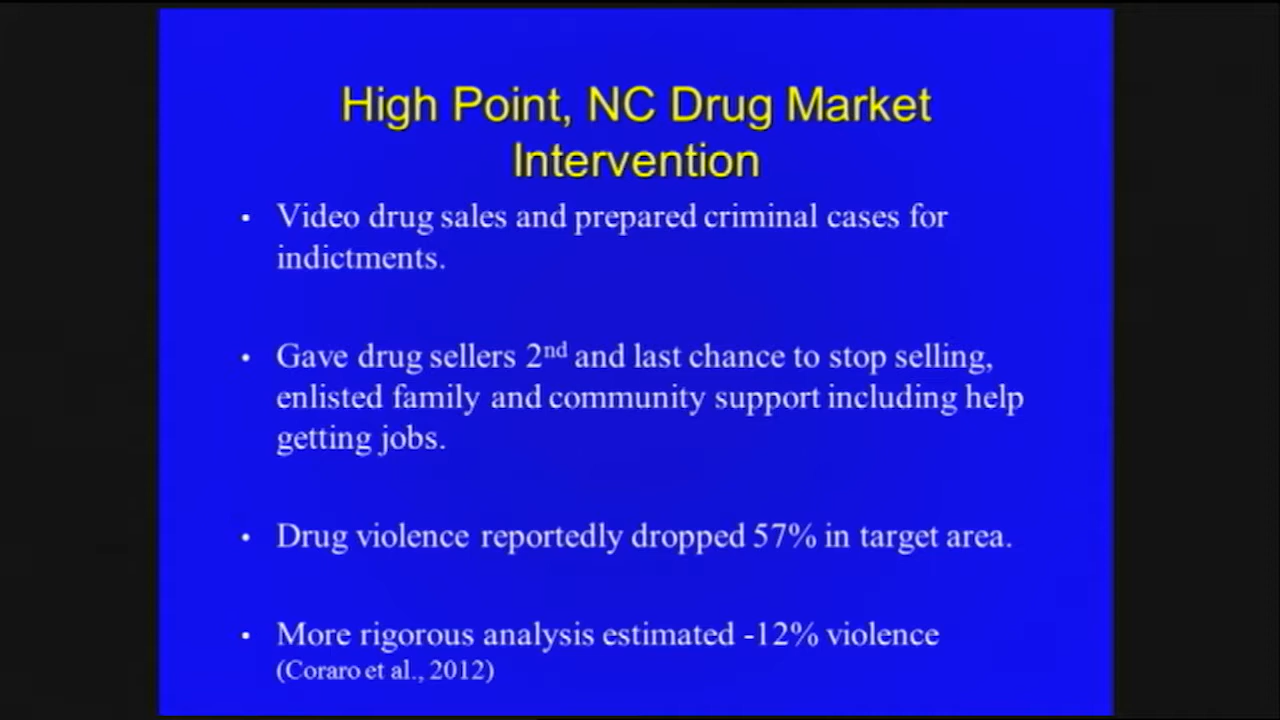 High Point, NC Drug Market
Intervention
• Video drug sales and prepared criminal cases for
indictments.
• Gave drug sellers 2nd and last chance to stop selling,
enlisted family and community support including help
getting jobs.
• Drug violence reportedly dropped 57% in target area.
• More rigorous analysis estimated -12% violence
(Coraro et al., 2012)